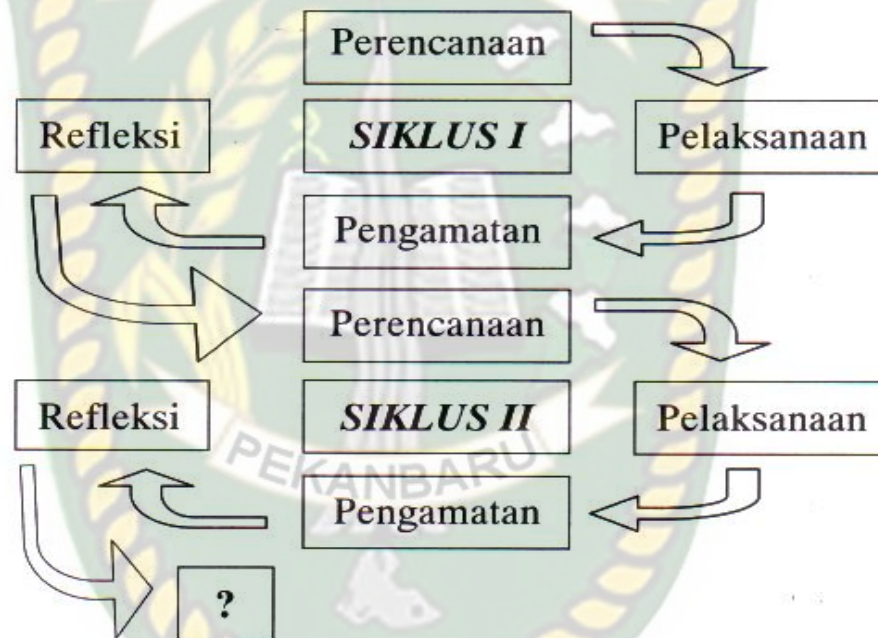 Perencanaan
Refleksi
SIKLUS I
Pelaksanaan
Pengamatan
Perencanaan
Refleksi
SIKLUS II
Pelaksanaan
PEKANBARU
Pengamatan
?